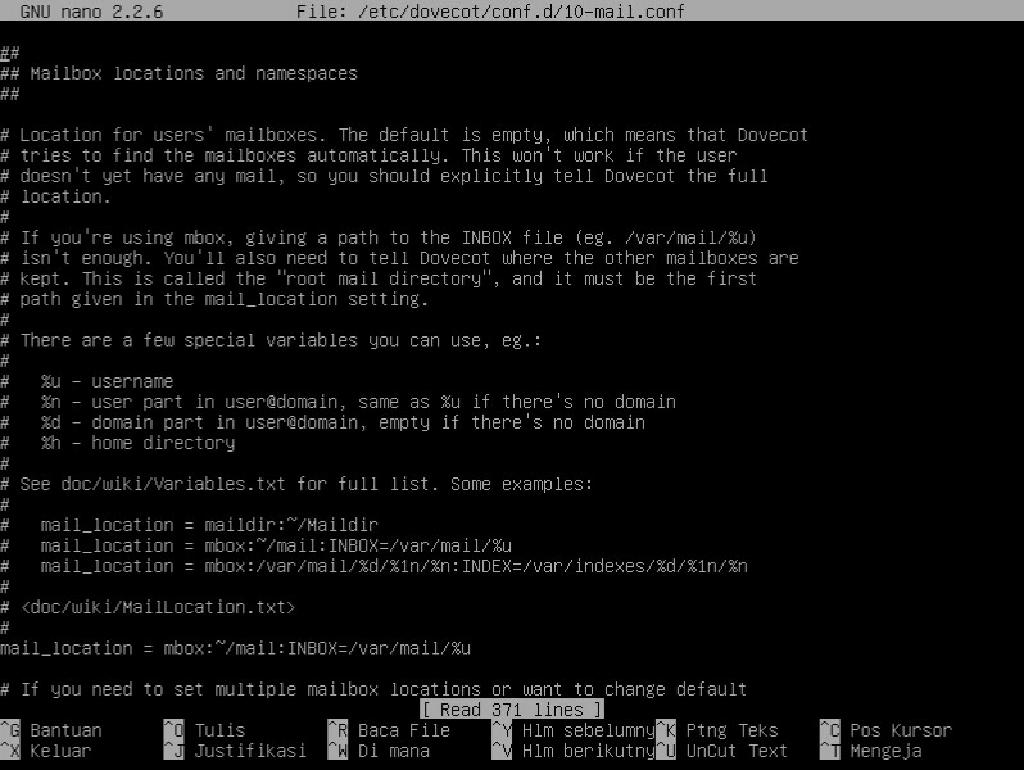 GNU nano 2.2.6 File: /etc/dovecot/conf.d/10-mail.conf
##
## Mailbox locations and namespaces
##
# Location for users' mailboxes. The default is empty, which means that Dovecot
# tries to find the mailboxes automatically. This won't work if the user
# doesn't yet have any mail, so you should explicitly tell Dovecot the full
# location.
#
# If you're using mbox, giving a path to the INBOX file (eg. /var/mail/%u)
# isn't enough. You'll also need to tell Dovecot where the other mailboxes are
# kept. This is called the "root mail directory", and it must be the first
# path given in the mail_location setting.
#
# There are a few special variables you can use, eg.:
#
#   %u - username
#   %n - user part in user@domain, same as %u if there's no domain
#   %d - domain part in user@domain, empty if there's no domain
#   %h - home directory
#
# See doc/wiki/Variables.txt for full list. Some examples:
#
#   mail_location = maildir:~/Maildir
#   mail_location = mbox:~/mail:INBOX=/var/mail/%u
#   mail_location = mbox:/var/mail/%d/%1n/%n:INDEX=/var/indexes/%d/%1n/%n
#
# <doc/wiki/MailLocation.txt>
#
mail_location = mbox:~/mail:INBOX=/var/mail/%u
# If you need to set multiple mailbox locations or want to change default
[ Read 371 lines ]
^G Bantuan ^O Tulis ^R Baca File ^Y Hlm sebelumny ^K Ptng Teks ^C Pos Kursor
^X Keluar ^J Justifikasi ^W Di mana ^V Hlm berikutny ^U UnCut Text ^T Mengeja